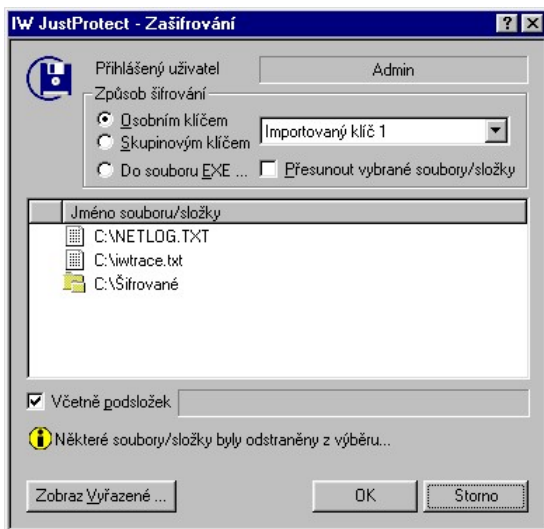 IW JustProtect - Zašifrování
Přihlášený uživatel Admin
Způsob šifrování
Osobním klíčem
Skupinovým klíčem
Importovaný klíč 1
Do souboru EXE ...
Přesunout vybrané soubory/složky
Jméno souboru/složky
C:\NETLOG.TXT
C:\iwtrace.txt
C:\Šifrované
Včetně podsložek
Některé soubory/složky byly odstraněny z výběru...
Zobraz Vyřazené ... OK Storno